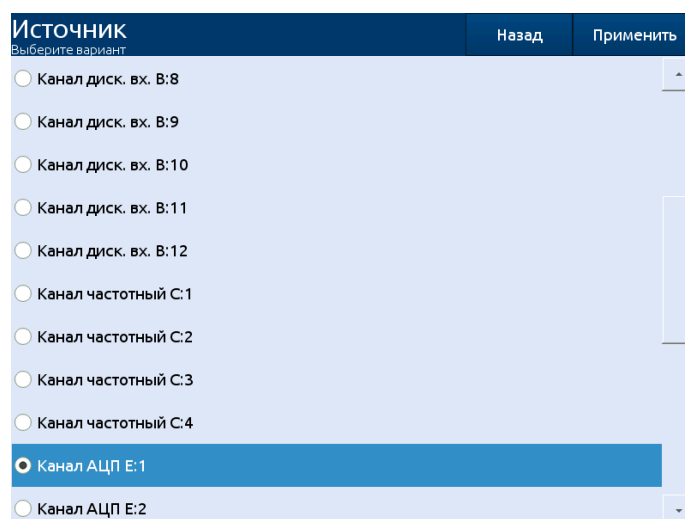 Источник
Выберите вариант
Назад
Применить
Канал диск. вх. B:8
Канал диск. вх. B:9
Канал диск. вх. B:10
Канал диск. вх. B:11
Канал диск. вх. B:12
Канал частотный C:1
Канал частотный C:2
Канал частотный C:3
Канал частотный C:4
Канал АЦП E:1
Канал АЦП E:2